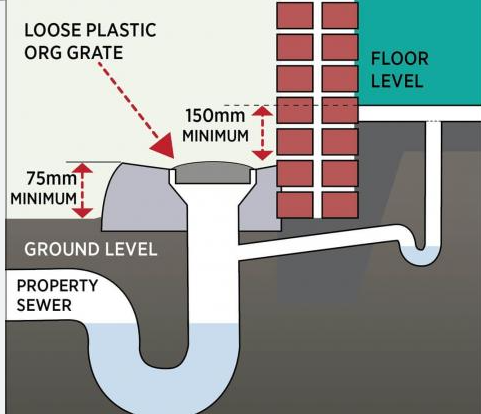 LOOSE PLASTIC
ORG GRATE
FLOOR
LEVEL
150mm
MINIMUM
75mm
MINIMUM
GROUND LEVEL
PROPERTY
SEWER